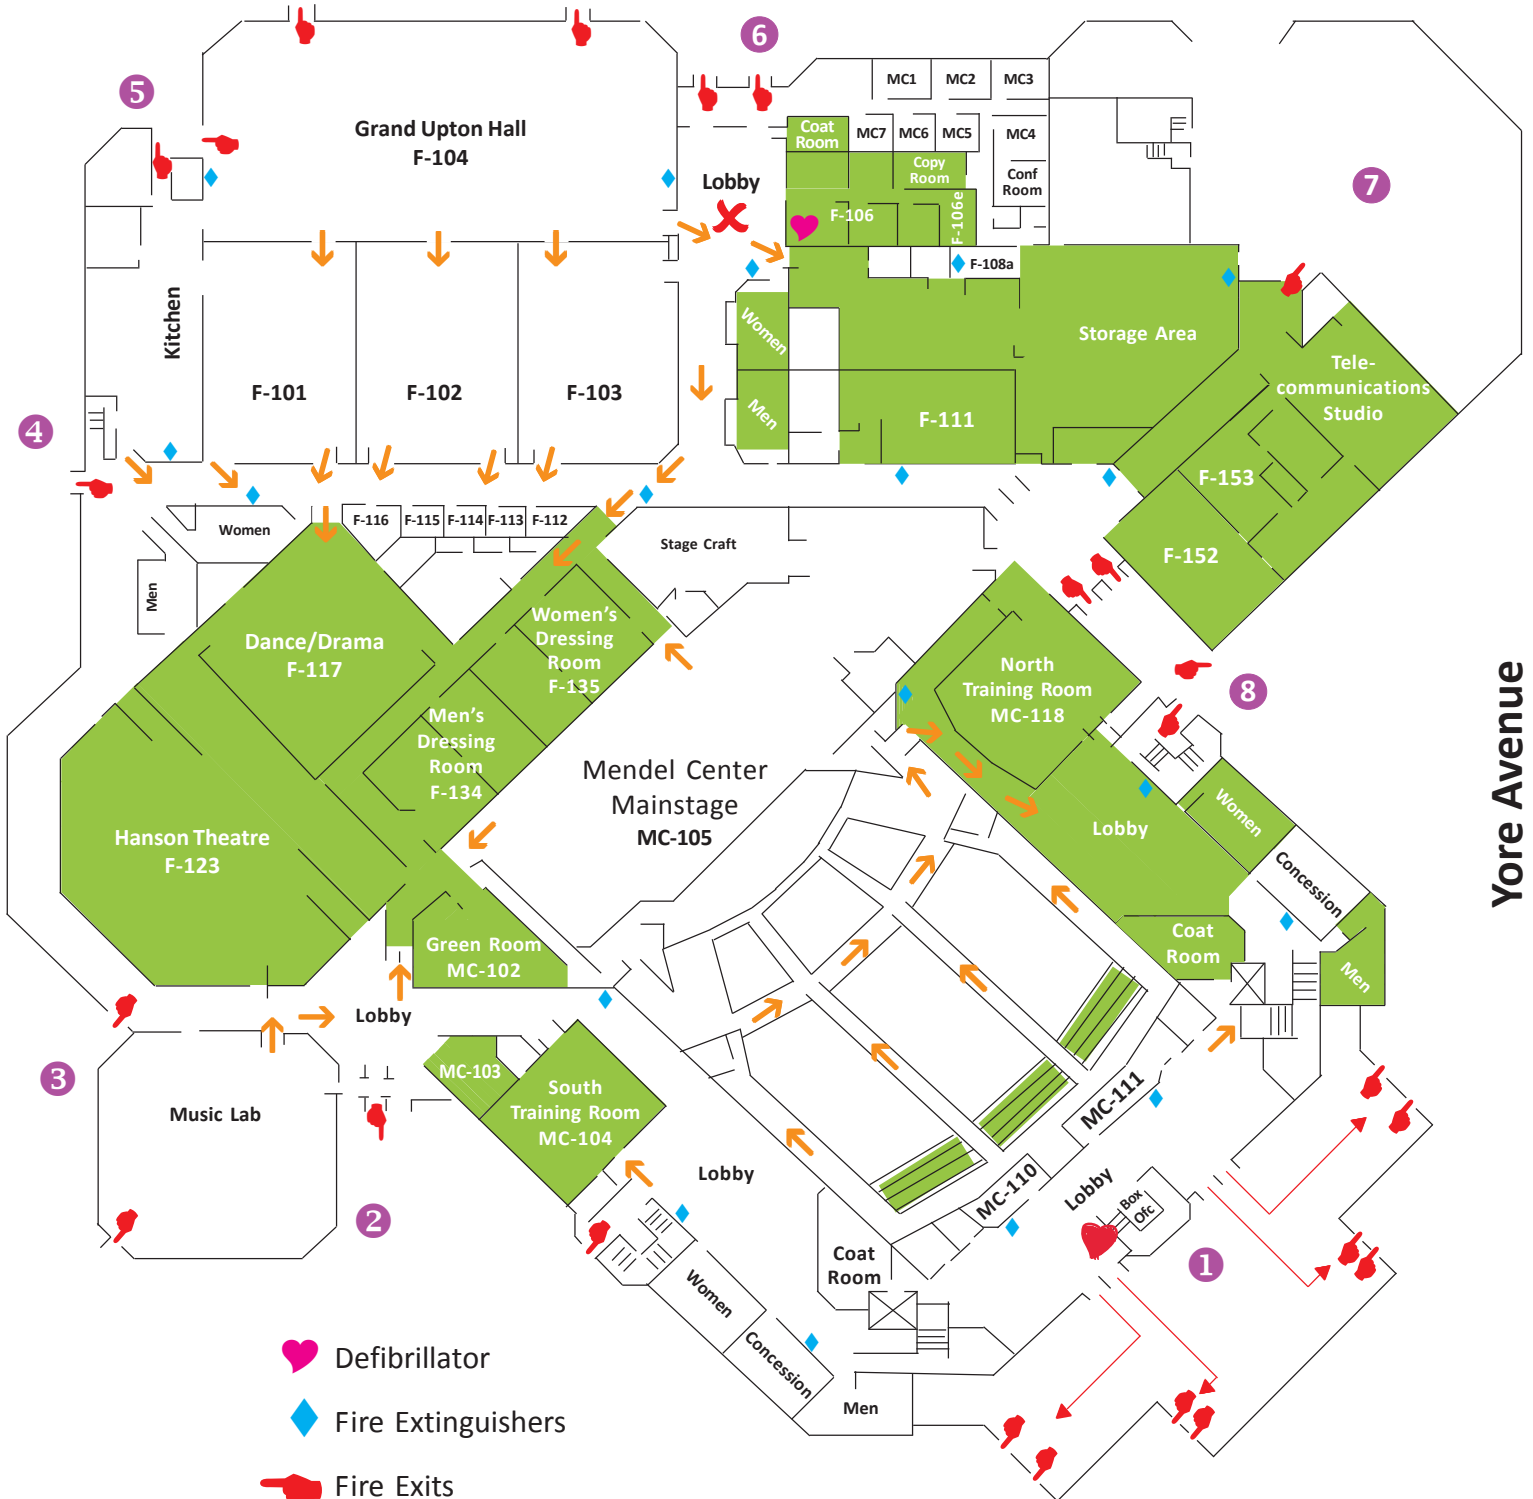 6
MC1
MC2
MC3
5
Grand Upton Hall
F-104
Coat
Room
MC7
MC6
MC5
MC4
Copy
Room
Conf
Room
Lobby
7
F-106
F-106e
F-108a
Kitchen
Women
Storage Area
Tele-
communications
Studio
F-101
F-102
F-103
Men
F-111
4
F-153
Women
F-116
F-115
F-114
F-113
F-112
Stage Craft
F-152
Men
Women's
Dressing
Room
F-135
Dance/Drama
F-117
North
Training Room
MC-118
8
Yore Avenue
Men's
Dressing
Room
F-134
Mendel Center
Mainstage
MC-105
Women
Lobby
Hanson Theatre
F-123
Concession
Green Room
MC-102
Coat
Room
Men
Lobby
3
MC-103
South
Training Room
MC-104
MC-111
Music Lab
Lobby
MC-110
Lobby
Box
Ofc
2
1
Coat
Room
Women
Concession
Men
Defibrillator
Fire Extinguishers
Fire Exits